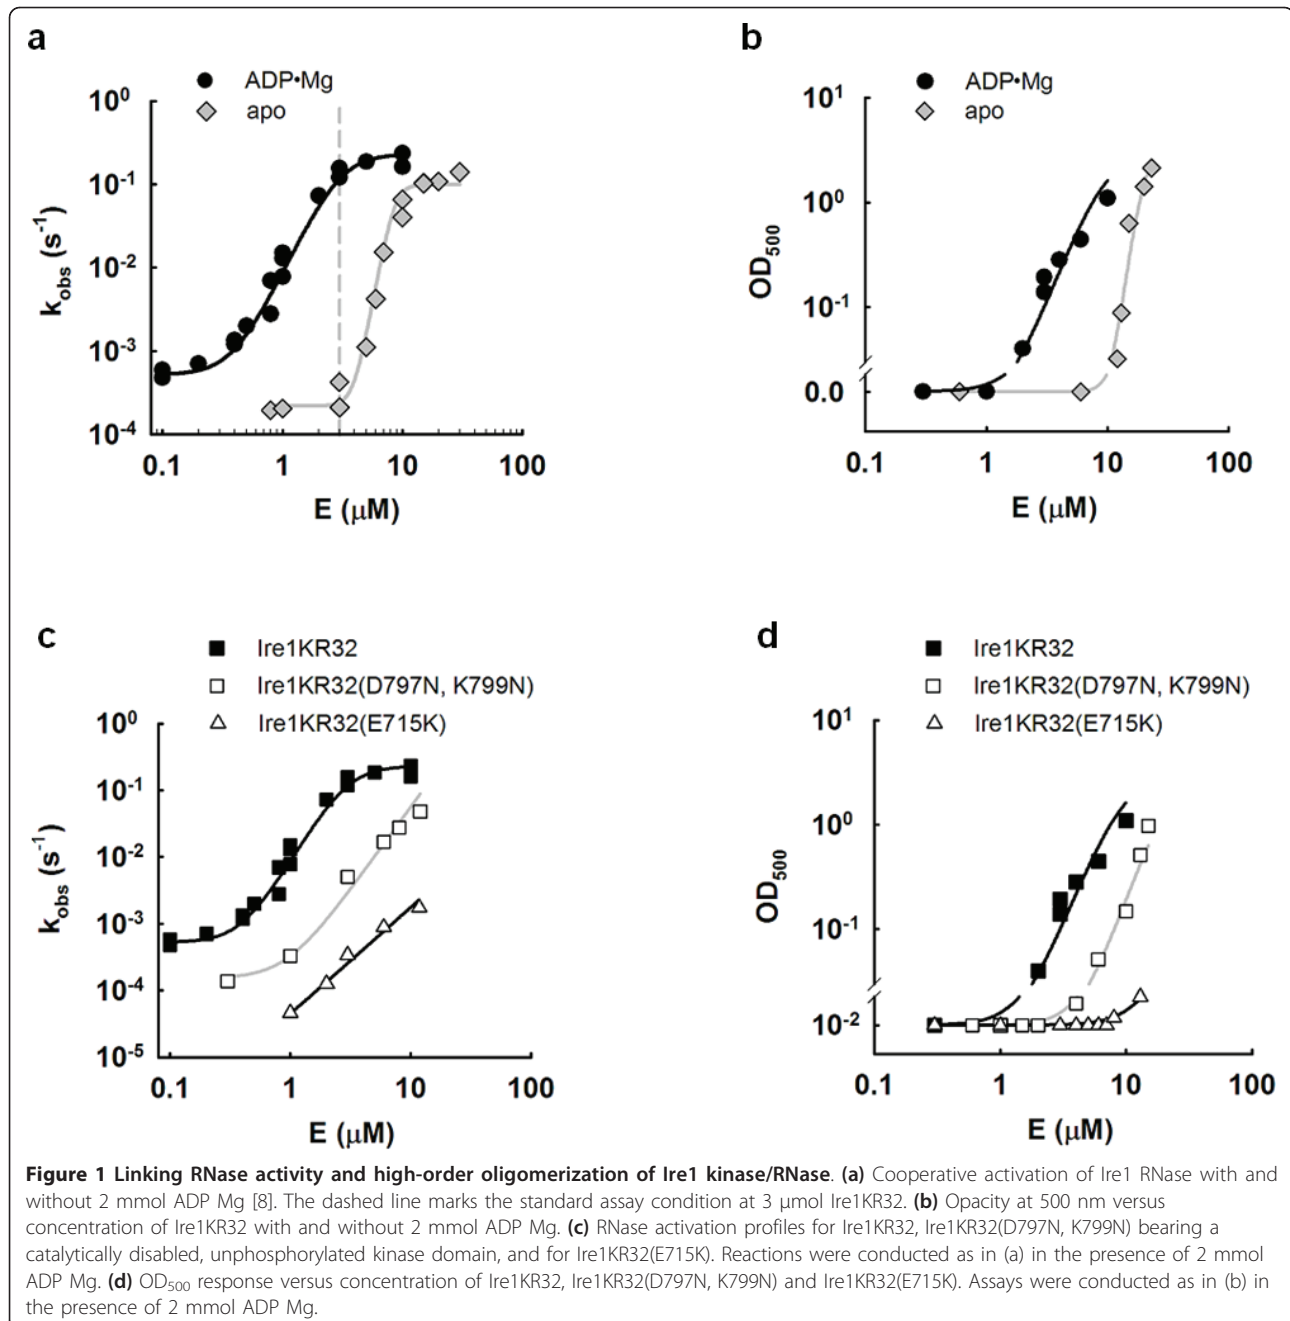 a
ADP•Mg
apo
10⁰
10⁻¹
10⁻²
10⁻³
10⁻⁴
k_obs (s⁻¹)
0.1 1 10 100
E (µM)
b
ADP•Mg
apo
10¹
10⁰
10⁻¹
0.0
OD₅₀₀
0.1 1 10 100
E (µM)
c
Ire1KR32
Ire1KR32(D797N, K799N)
Ire1KR32(E715K)
10⁰
10⁻¹
10⁻²
10⁻³
10⁻⁴
10⁻⁵
k_obs (s⁻¹)
0.1 1 10 100
E (µM)
d
Ire1KR32
Ire1KR32(D797N, K799N)
Ire1KR32(E715K)
10¹
10⁰
10⁻¹
10⁻²
OD₅₀₀
0.1 1 10 100
E (µM)
Figure 1 Linking RNase activity and high-order oligomerization of Ire1 kinase/RNase. (a) Cooperative activation of Ire1 RNase with and
without 2 mmol ADP Mg [8]. The dashed line marks the standard assay condition at 3 µmol Ire1KR32. (b) Opacity at 500 nm versus
concentration of Ire1KR32 with and without 2 mmol ADP Mg. (c) RNase activation profiles for Ire1KR32, Ire1KR32(D797N, K799N) bearing a
catalytically disabled, unphosphorylated kinase domain, and for Ire1KR32(E715K). Reactions were conducted as in (a) in the presence of 2 mmol
ADP Mg. (d) OD₅₀₀ response versus concentration of Ire1KR32, Ire1KR32(D797N, K799N) and Ire1KR32(E715K). Assays were conducted as in (b) in
the presence of 2 mmol ADP Mg.